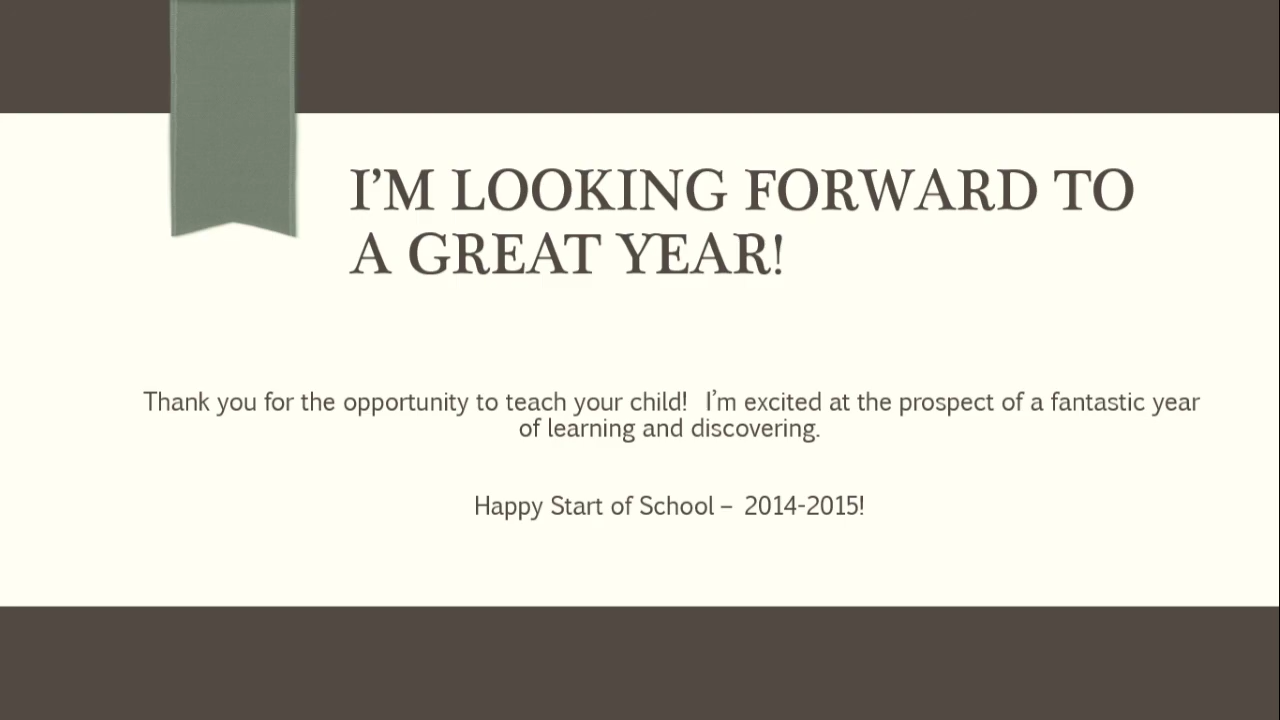 I’M LOOKING FORWARD TO
A GREAT YEAR!
Thank you for the opportunity to teach your child!  I’m excited at the prospect of a fantastic year
of learning and discovering.
Happy Start of School –  2014-2015!